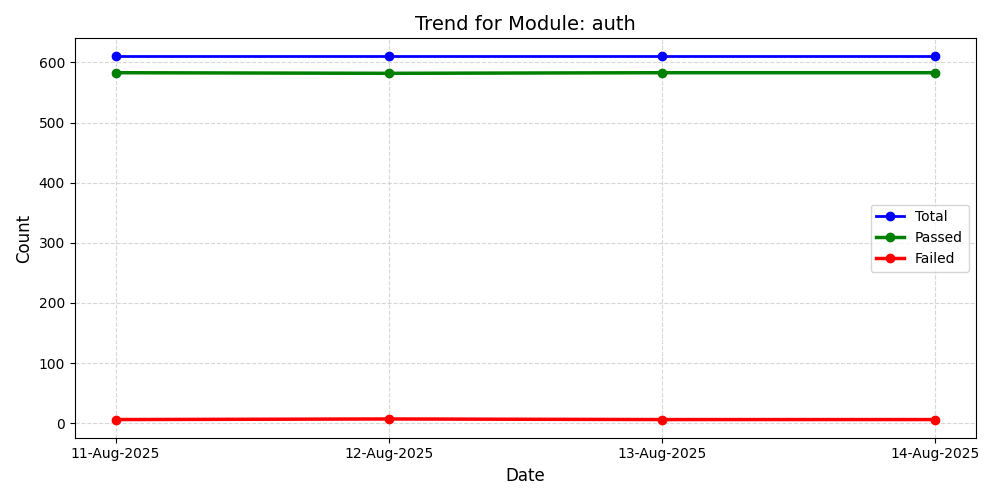 Trend for Module: auth
600
500
400
300
200
100
0
Count
Total
Passed
Failed
11-Aug-2025 12-Aug-2025 13-Aug-2025 14-Aug-2025
Date